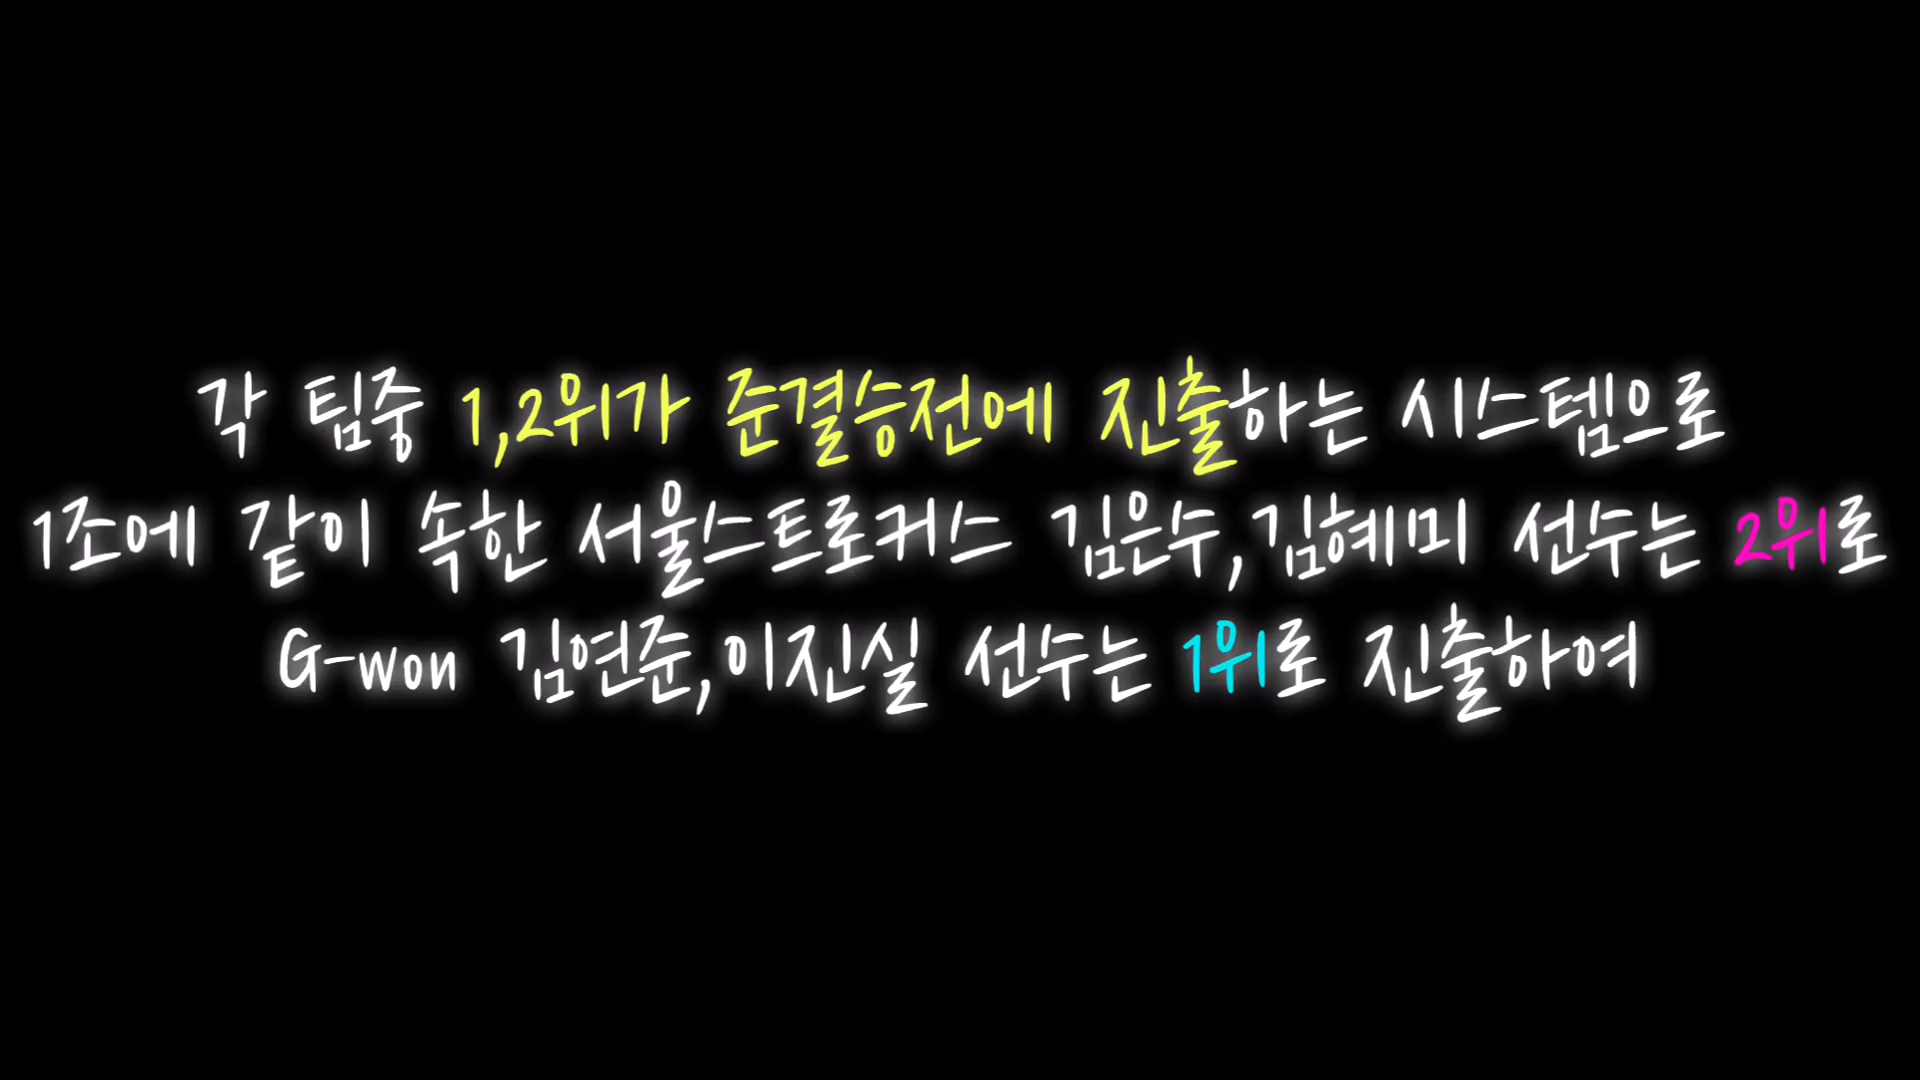 각 팀중 1,2위가 준결승전에 진출하는 시스템으로
1조에 같이 속한 서울스트로커스 김은수,김혜미 선수는 2위로
G-won 김연준,이진실 선수는 1위로 진출하여